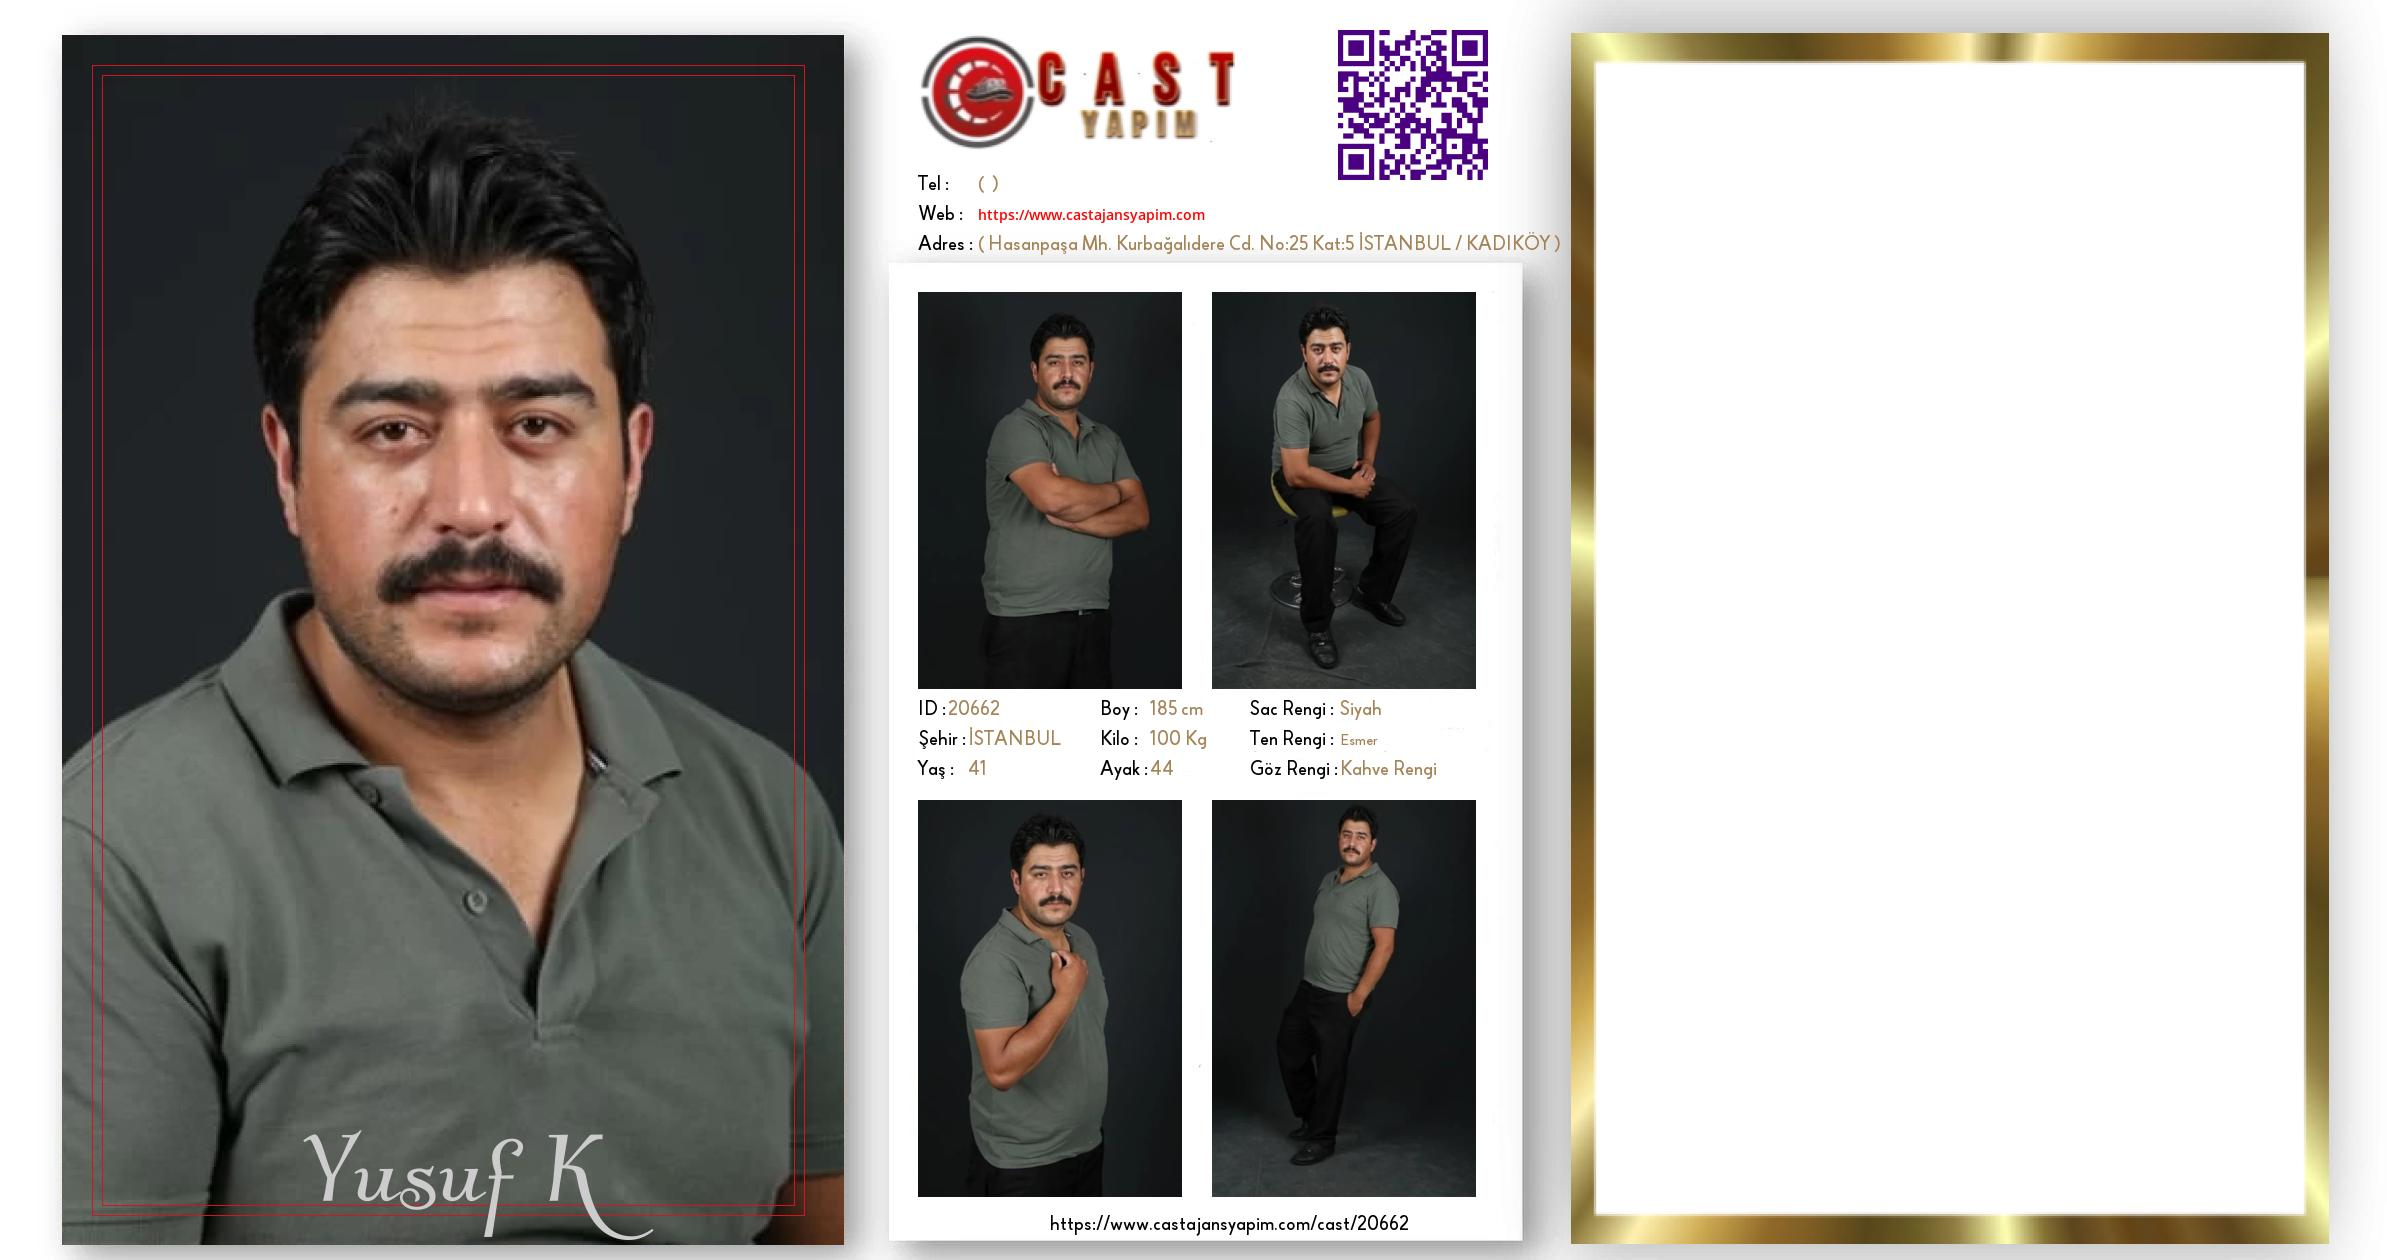 Yusuf K
CAST
YAPIM
Tel : ( )
Web : https://www.castajansyapim.com
Adres : ( Hasanpaşa Mh. Kurbağalıdere Cd. No:25 Kat:5 İSTANBUL / KADIKÖY )
ID : 20662 Boy : 185 cm Sac Rengi : Siyah
Şehir : İSTANBUL Kilo : 100 Kg Ten Rengi : Esmer
Yaş : 41 Ayak : 44 Göz Rengi : Kahve Rengi
https://www.castajansyapim.com/cast/20662